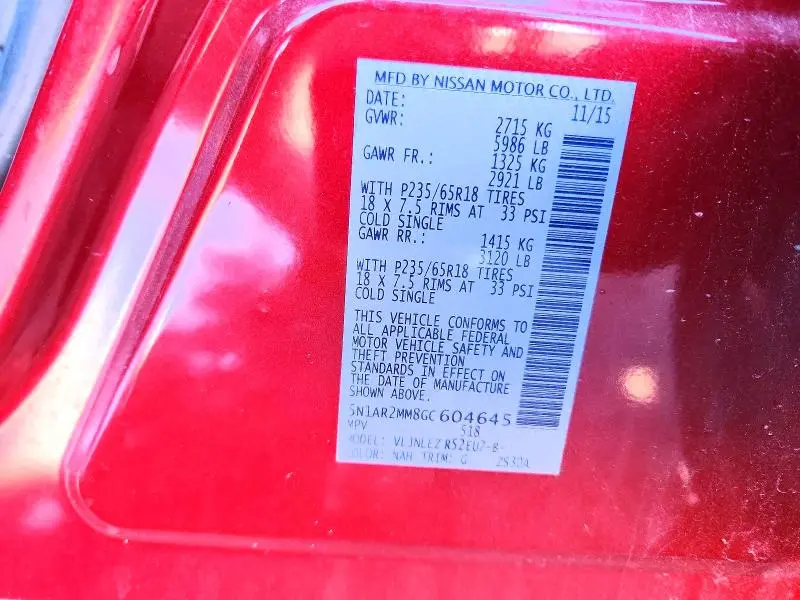 MFD BY NISSAN MOTOR CO., LTD.
DATE: 11/15
GVWR: 2715 KG
5986 LB
GAWR FR.: 1325 KG
2921 LB
WITH P235/65R18 TIRES
18 X 7.5 RIMS AT 33 PSI
COLD SINGLE
GAWR RR.: 1415 KG
3120 LB
WITH P235/65R18 TIRES
18 X 7.5 RIMS AT 33 PSI
COLD SINGLE
THIS VEHICLE CONFORMS TO
ALL APPLICABLE FEDERAL
MOTOR VEHICLE SAFETY AND
THEFT PREVENTION
STANDARDS IN EFFECT ON
THE DATE OF MANUFACTURE
SHOWN ABOVE.
5N1AR2MM8GC604645
MPV 518
MODEL:
COLOR: NAH TRIM: G